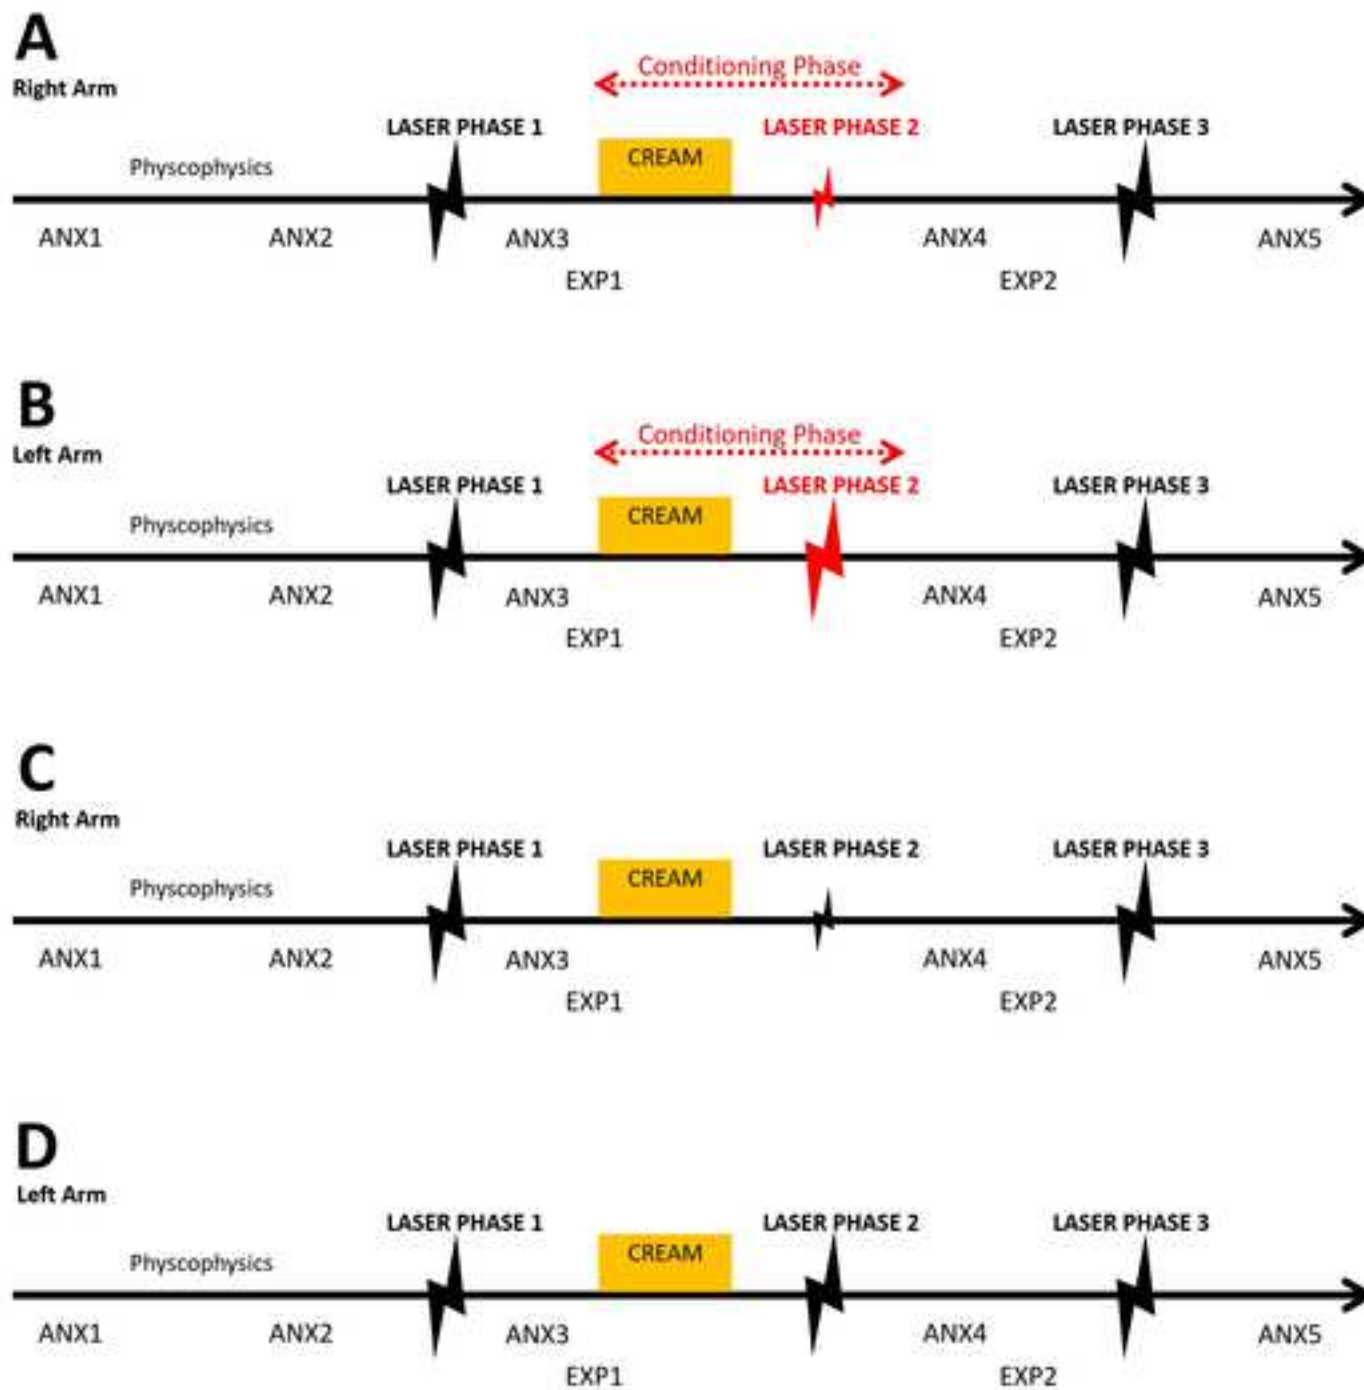 A
Right Arm
Conditioning Phase
LASER PHASE 1
LASER PHASE 2
LASER PHASE 3
Physcophysics
CREAM
ANX1
ANX2
ANX3
ANX4
ANX5
EXP1
EXP2
B
Left Arm
Conditioning Phase
LASER PHASE 1
LASER PHASE 2
LASER PHASE 3
Physcophysics
CREAM
ANX1
ANX2
ANX3
ANX4
ANX5
EXP1
EXP2
C
Right Arm
LASER PHASE 1
LASER PHASE 2
LASER PHASE 3
Physcophysics
CREAM
ANX1
ANX2
ANX3
ANX4
ANX5
EXP1
EXP2
D
Left Arm
LASER PHASE 1
LASER PHASE 2
LASER PHASE 3
Physcophysics
CREAM
ANX1
ANX2
ANX3
ANX4
ANX5
EXP1
EXP2